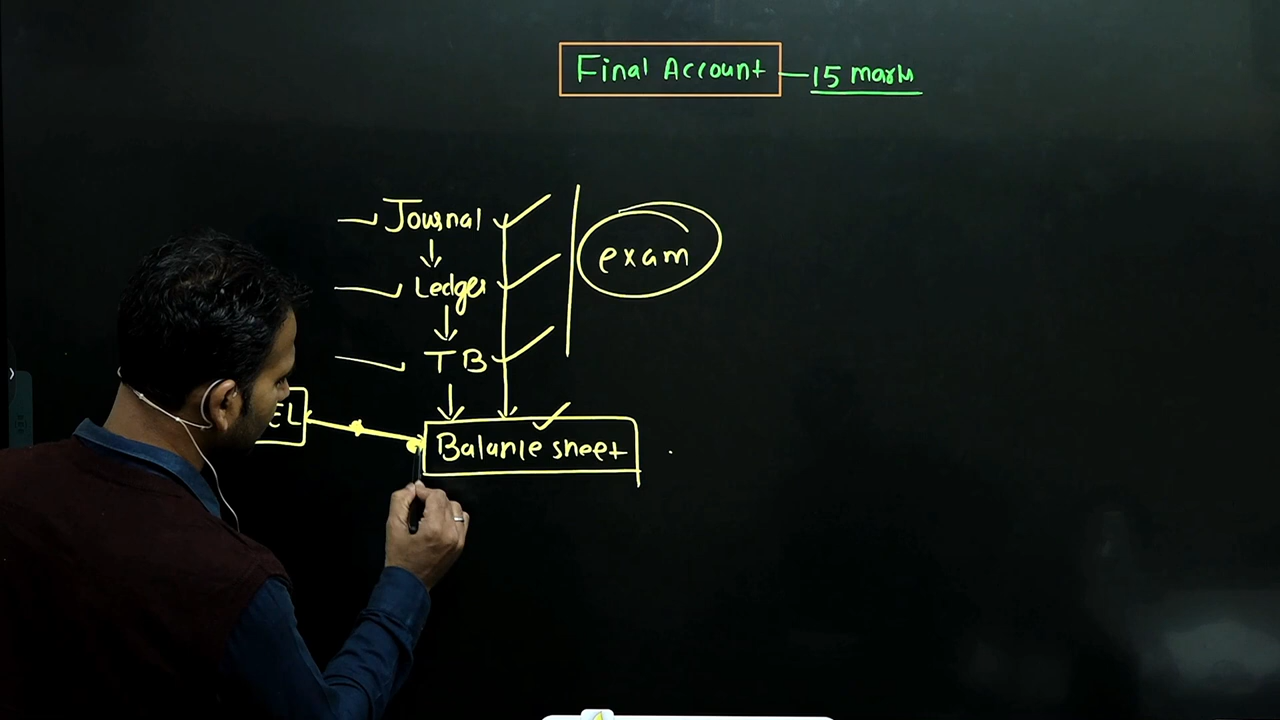 Final Account — 15 marks
Journal
exam
Ledger
TB
Balance sheet